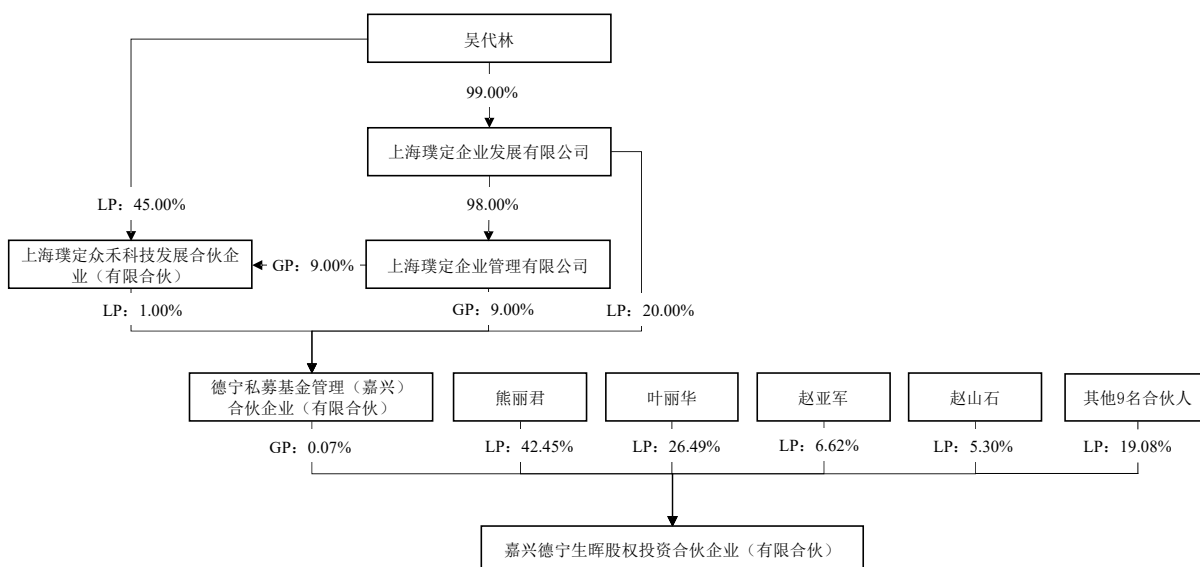 吴代林
99.00%
上海璞定企业发展有限公司
LP：45.00%
98.00%
上海璞定众禾科技发展合伙企
业（有限合伙）
GP：9.00%
上海璞定企业管理有限公司
LP：1.00%
GP：9.00%
LP：20.00%
德宁私募基金管理（嘉兴）
合伙企业（有限合伙）
熊丽君
叶丽华
赵亚军
赵山石
其他9名合伙人
GP：0.07%
LP：42.45%
LP：26.49%
LP：6.62%
LP：5.30%
LP：19.08%
嘉兴德宁生晖股权投资合伙企业（有限合伙）